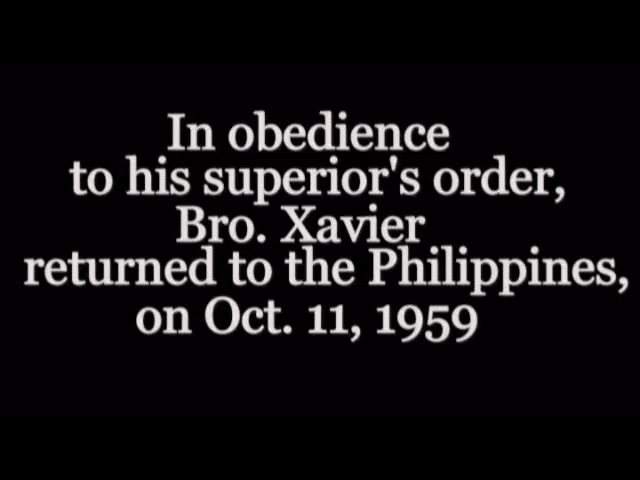 In obedience
to his superior's order,
Bro. Xavier
returned to the Philippines,
on Oct. 11, 1959